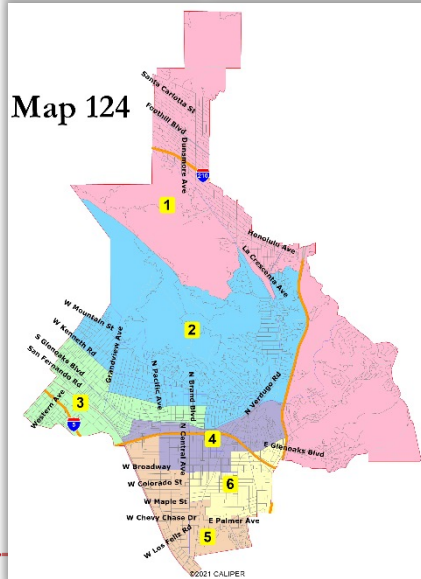 Map 124
Santa Carlotta St
Foothill Blvd
Dunsmore Ave
210
1
Honolulu Ave
La Crescenta Ave
W Mountain St
W Kenneth Rd
Grandview Ave
2
S Gleneaks Blvd
San Fernando Rd
N Pacific Ave
N Brand Blvd
N Verdugo Rd
Western Ave
3
5
N Central Ave
4
E Gleneaks Blvd
W Broadway
W Colorado St
6
W Maple St
W Chevy Chase Dr
E Palmer Ave
W Los Feliz Rd
5
©2021 CALIPER